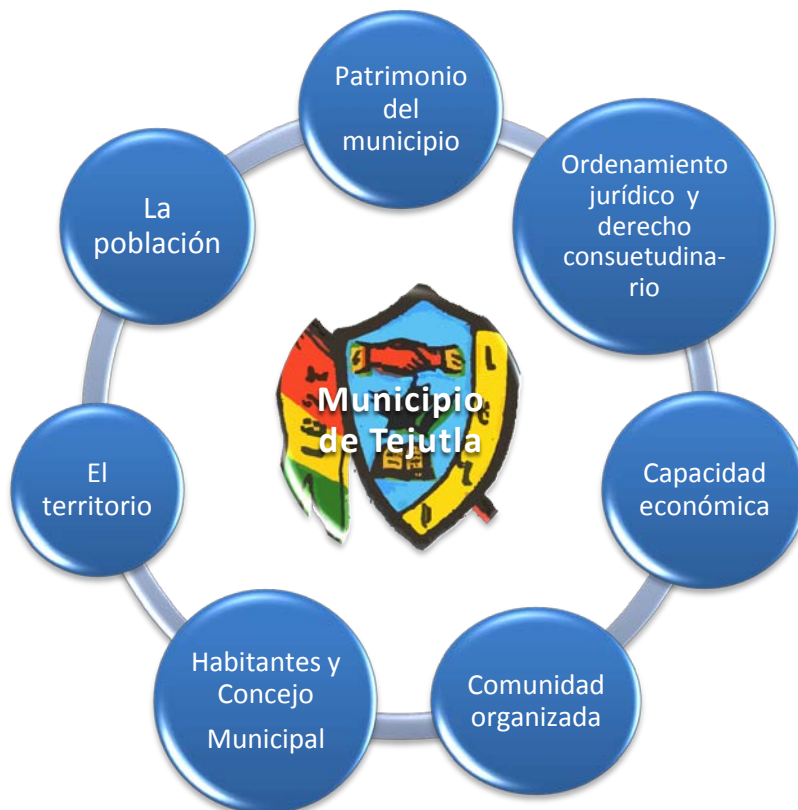 Patrimonio
del
municipio
Ordenamiento
jurídico y
derecho
consuetudina-
rio
Capacidad
económica
Comunidad
organizada
Habitantes y
Concejo
Municipal
El
territorio
La
población
Municipio
de Tejutla